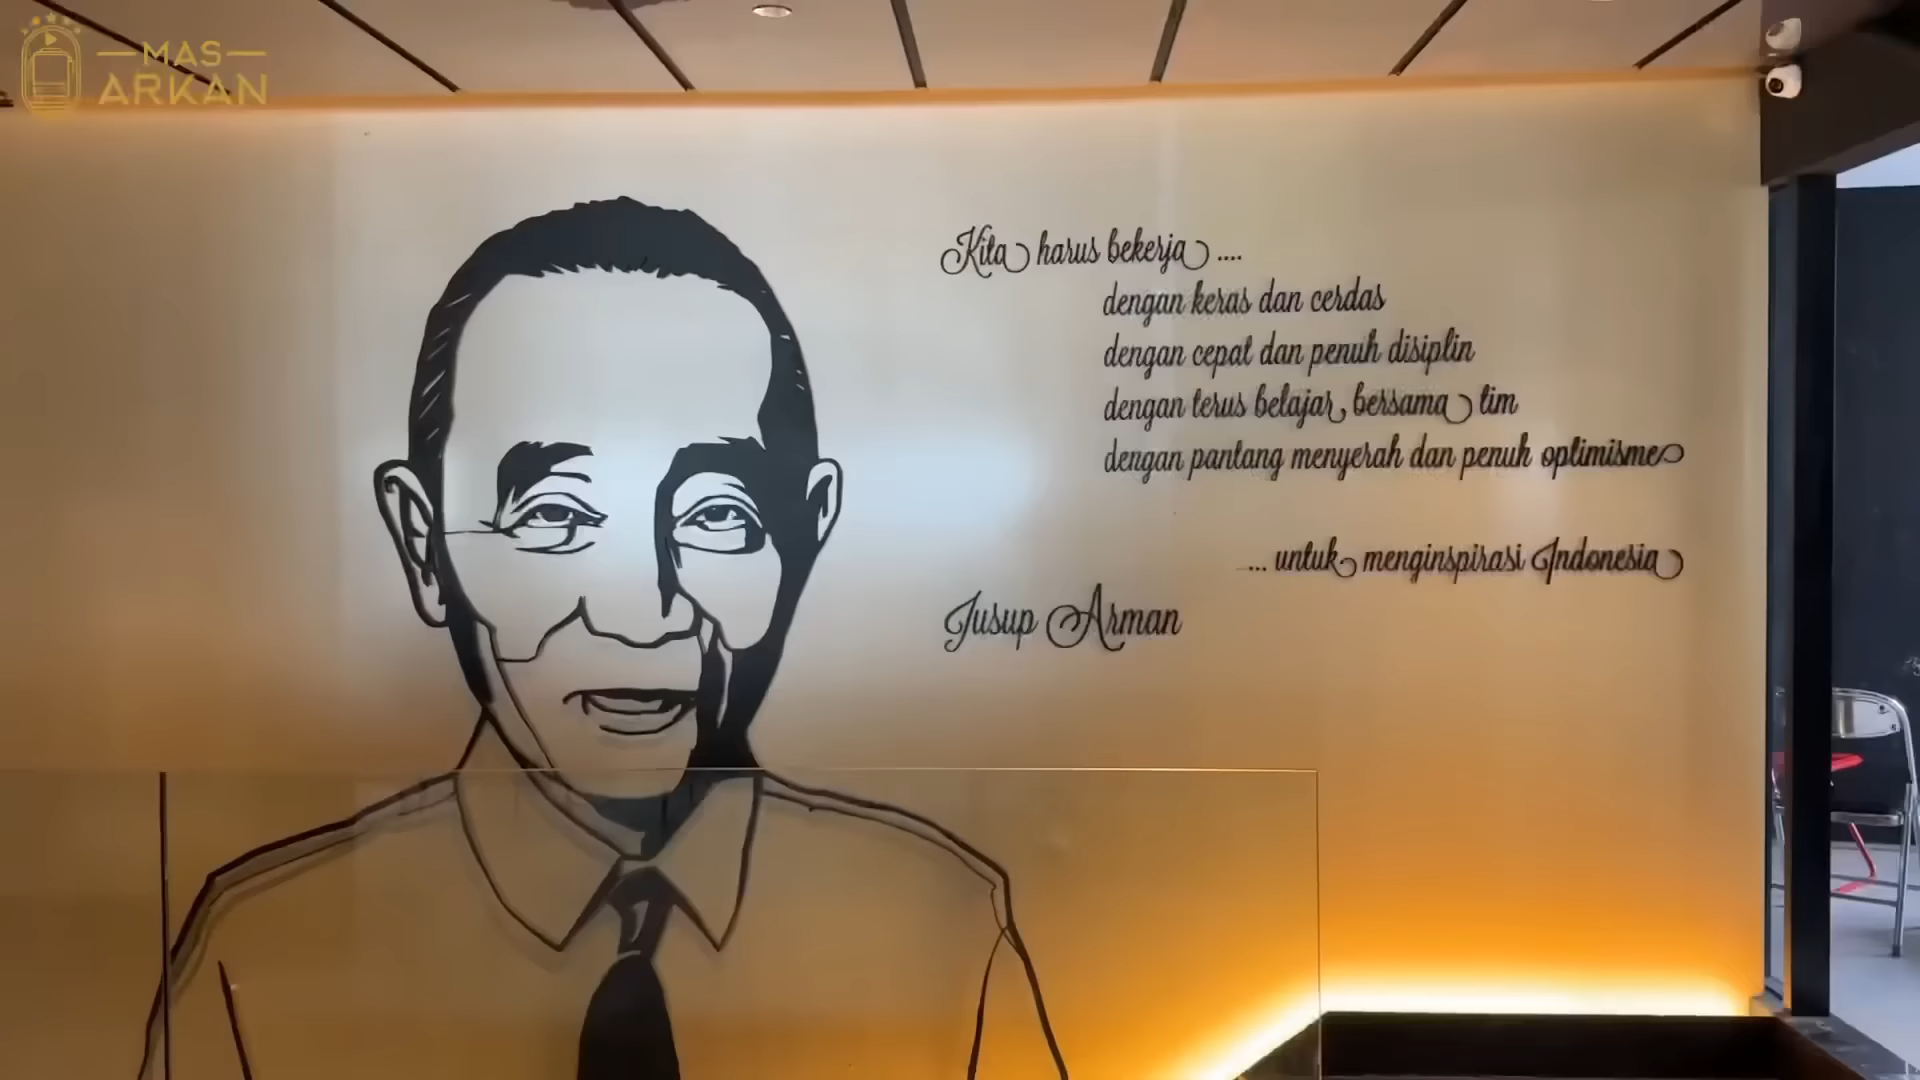 MAS
ARKAN
Kita harus bekerja ....
dengan keras dan cerdas
dengan cepat dan penuh disiplin
dengan terus belajar, bersama tim
dengan pantang menyerah dan penuh optimisme
... untuk menginspirasi Indonesia
Jusup Arman